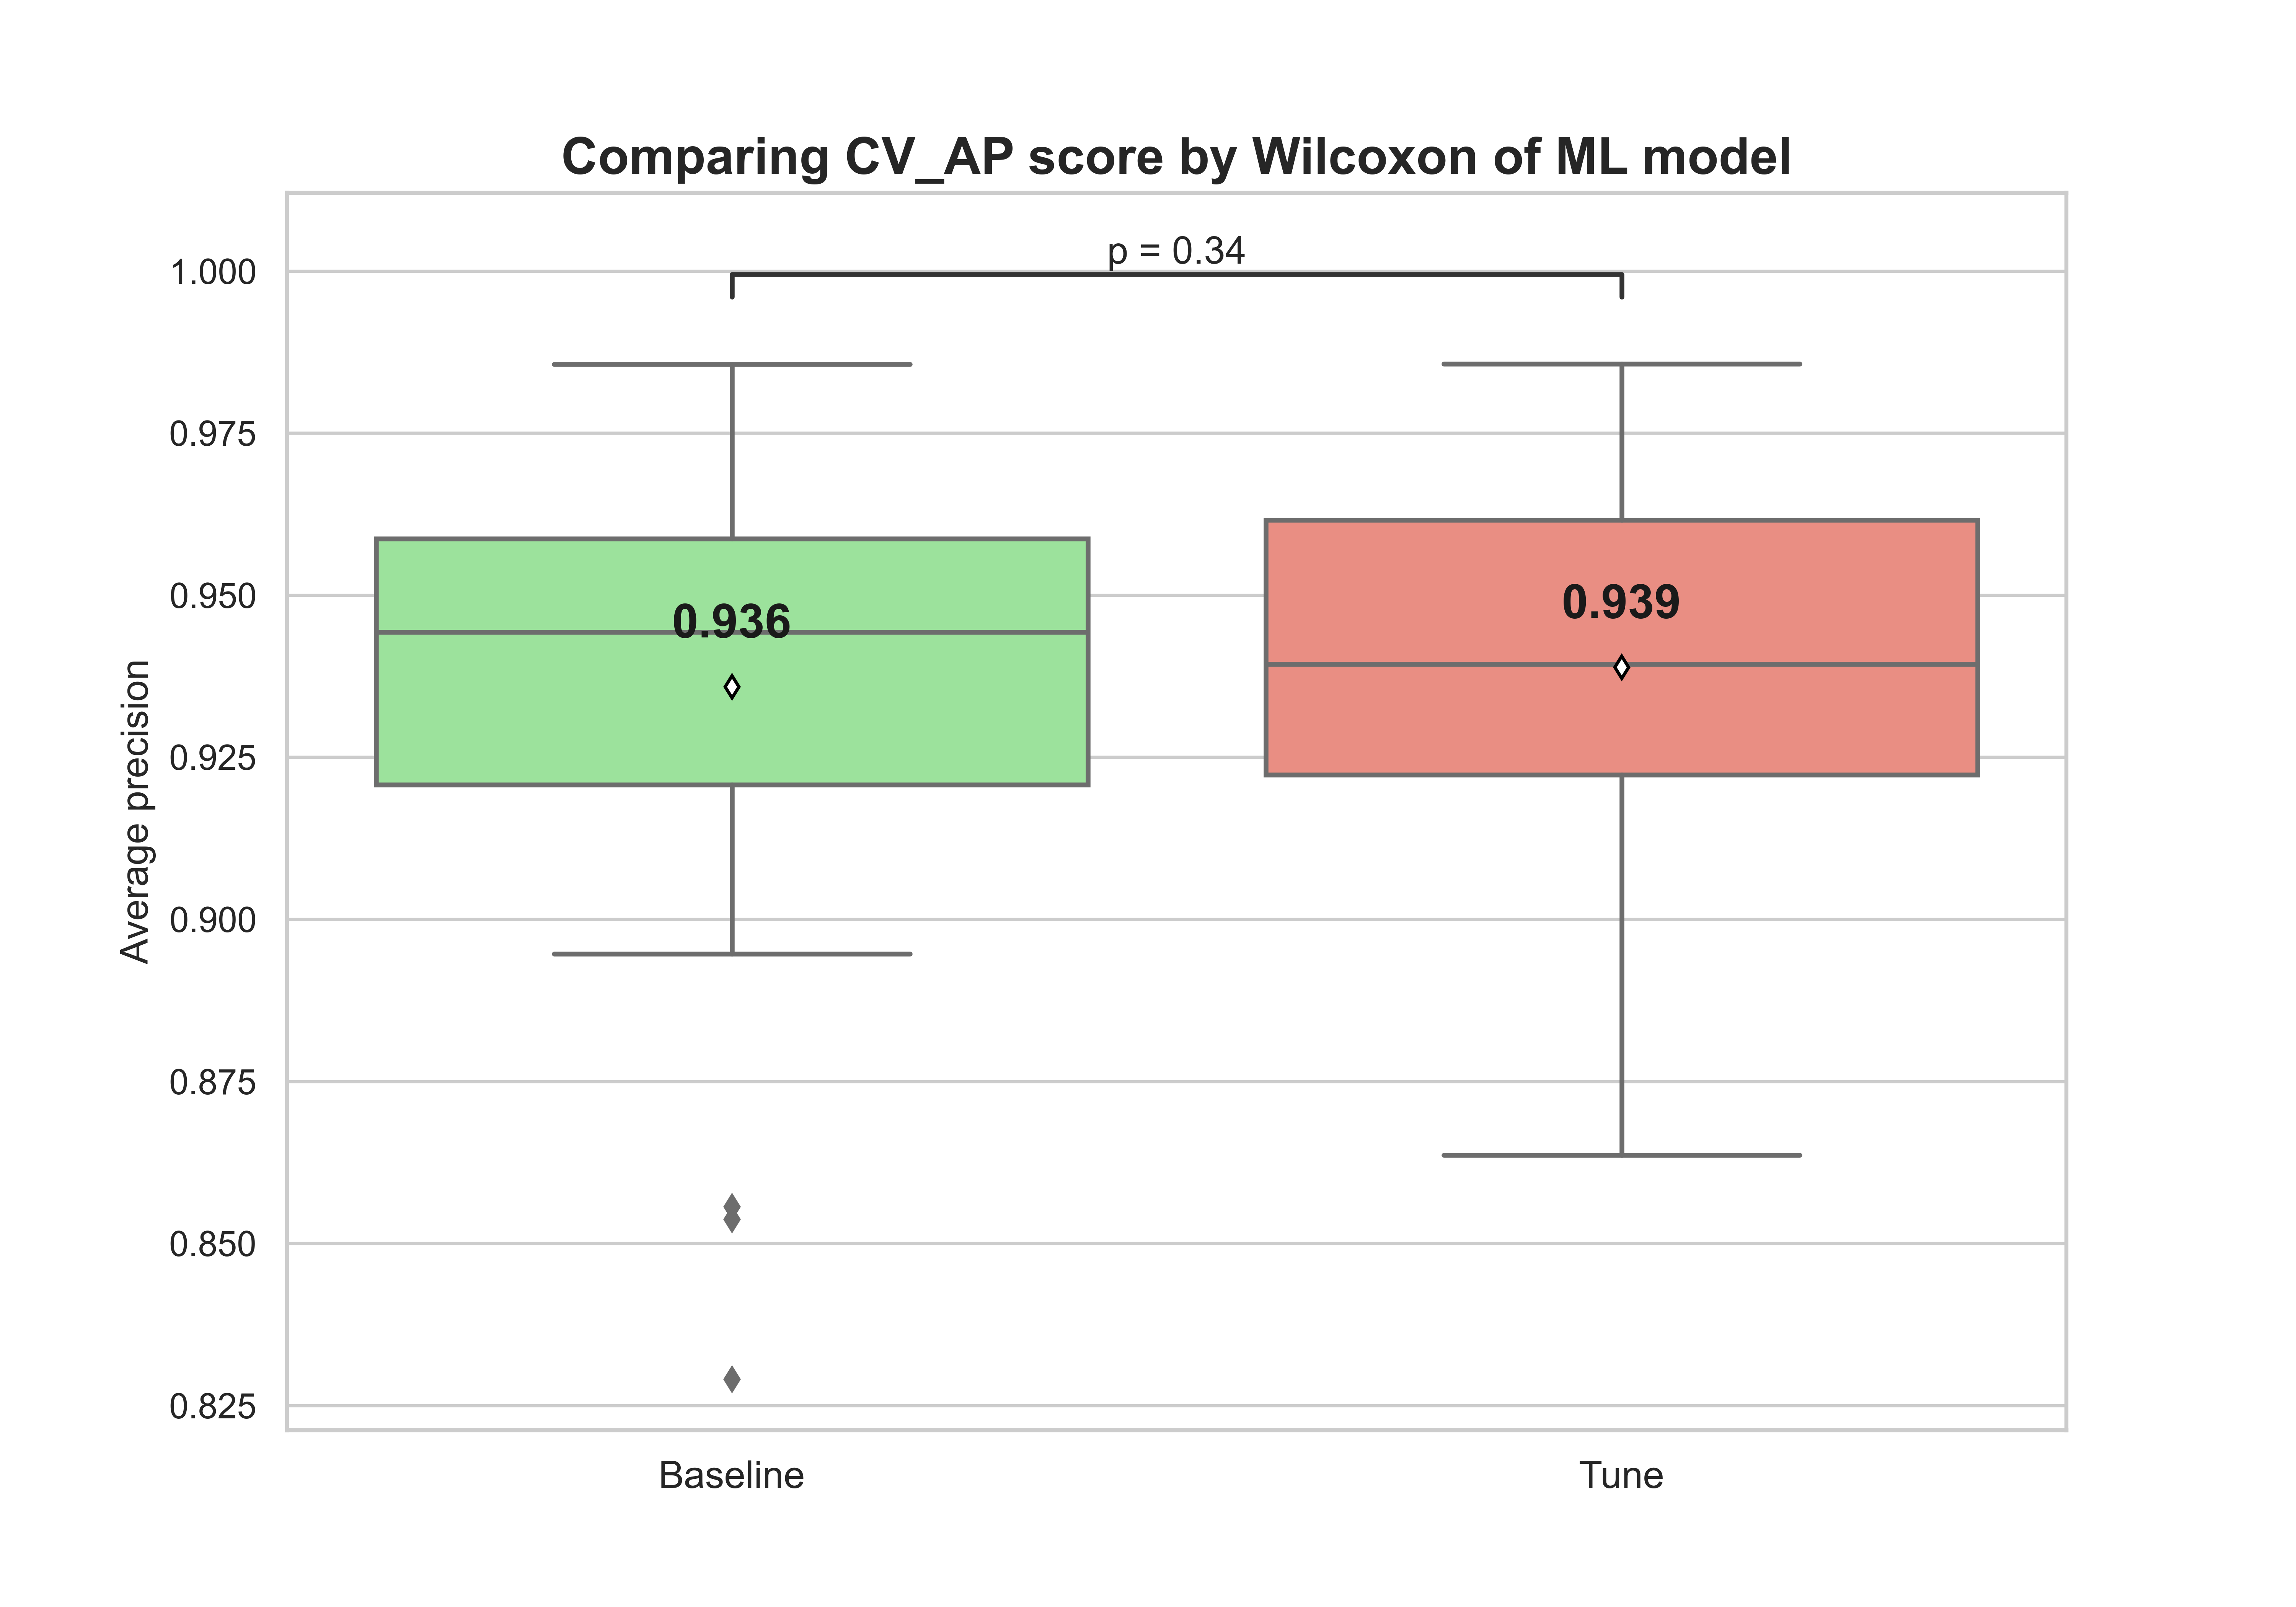 Comparing CV_AP score by Wilcoxon of ML model
p = 0.34
1.000
0.975
0.950
0.925
0.900
0.875
0.850
0.825
Average precision
0.936
0.939
Baseline
Tune